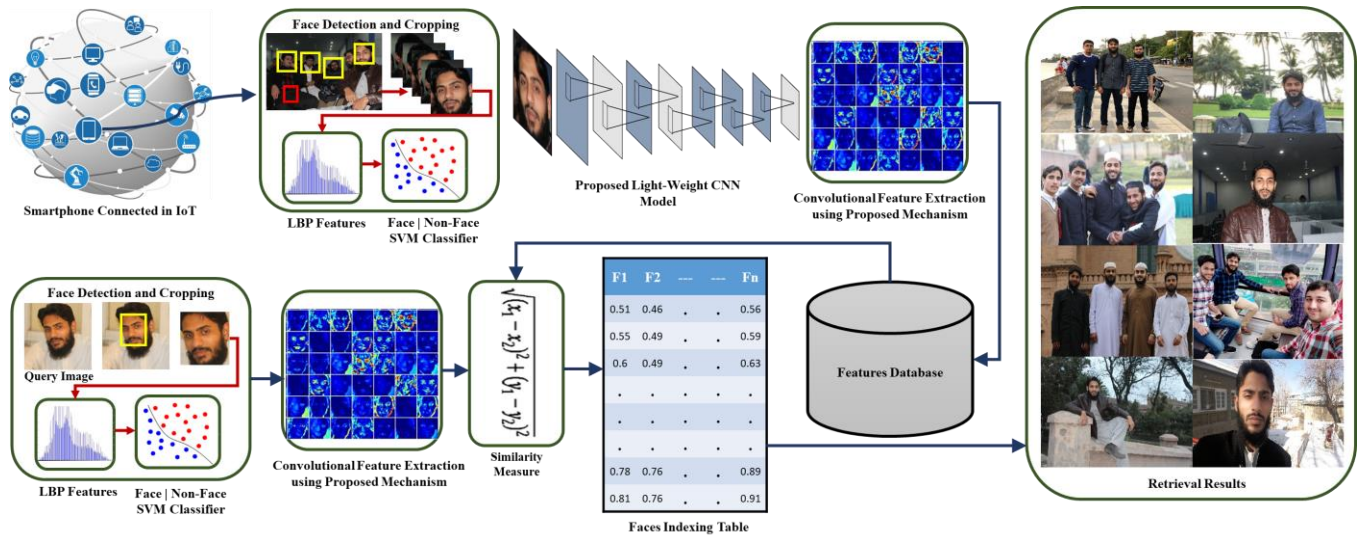 Face Detection and Cropping
LBP Features
Face | Non-Face
SVM Classifier
Smartphone Connected in IoT
Proposed Light-Weight CNN
Model
Convolutional Feature Extraction
using Proposed Mechanism
Face Detection and Cropping
Query Image
LBP Features
Face | Non-Face
SVM Classifier
Convolutional Feature Extraction
using Proposed Mechanism
√(x₁ − x₂)² + (y₁ − y₂)²
Similarity
Measure
F1 F2 --- --- Fn
0.51 0.46 . . 0.56
0.55 0.49 . . 0.59
0.6 0.49 . . 0.63
. . . . .
. . . . .
. . . . .
0.78 0.76 . . 0.89
0.81 0.76 . . 0.91
Faces Indexing Table
Features Database
Retrieval Results